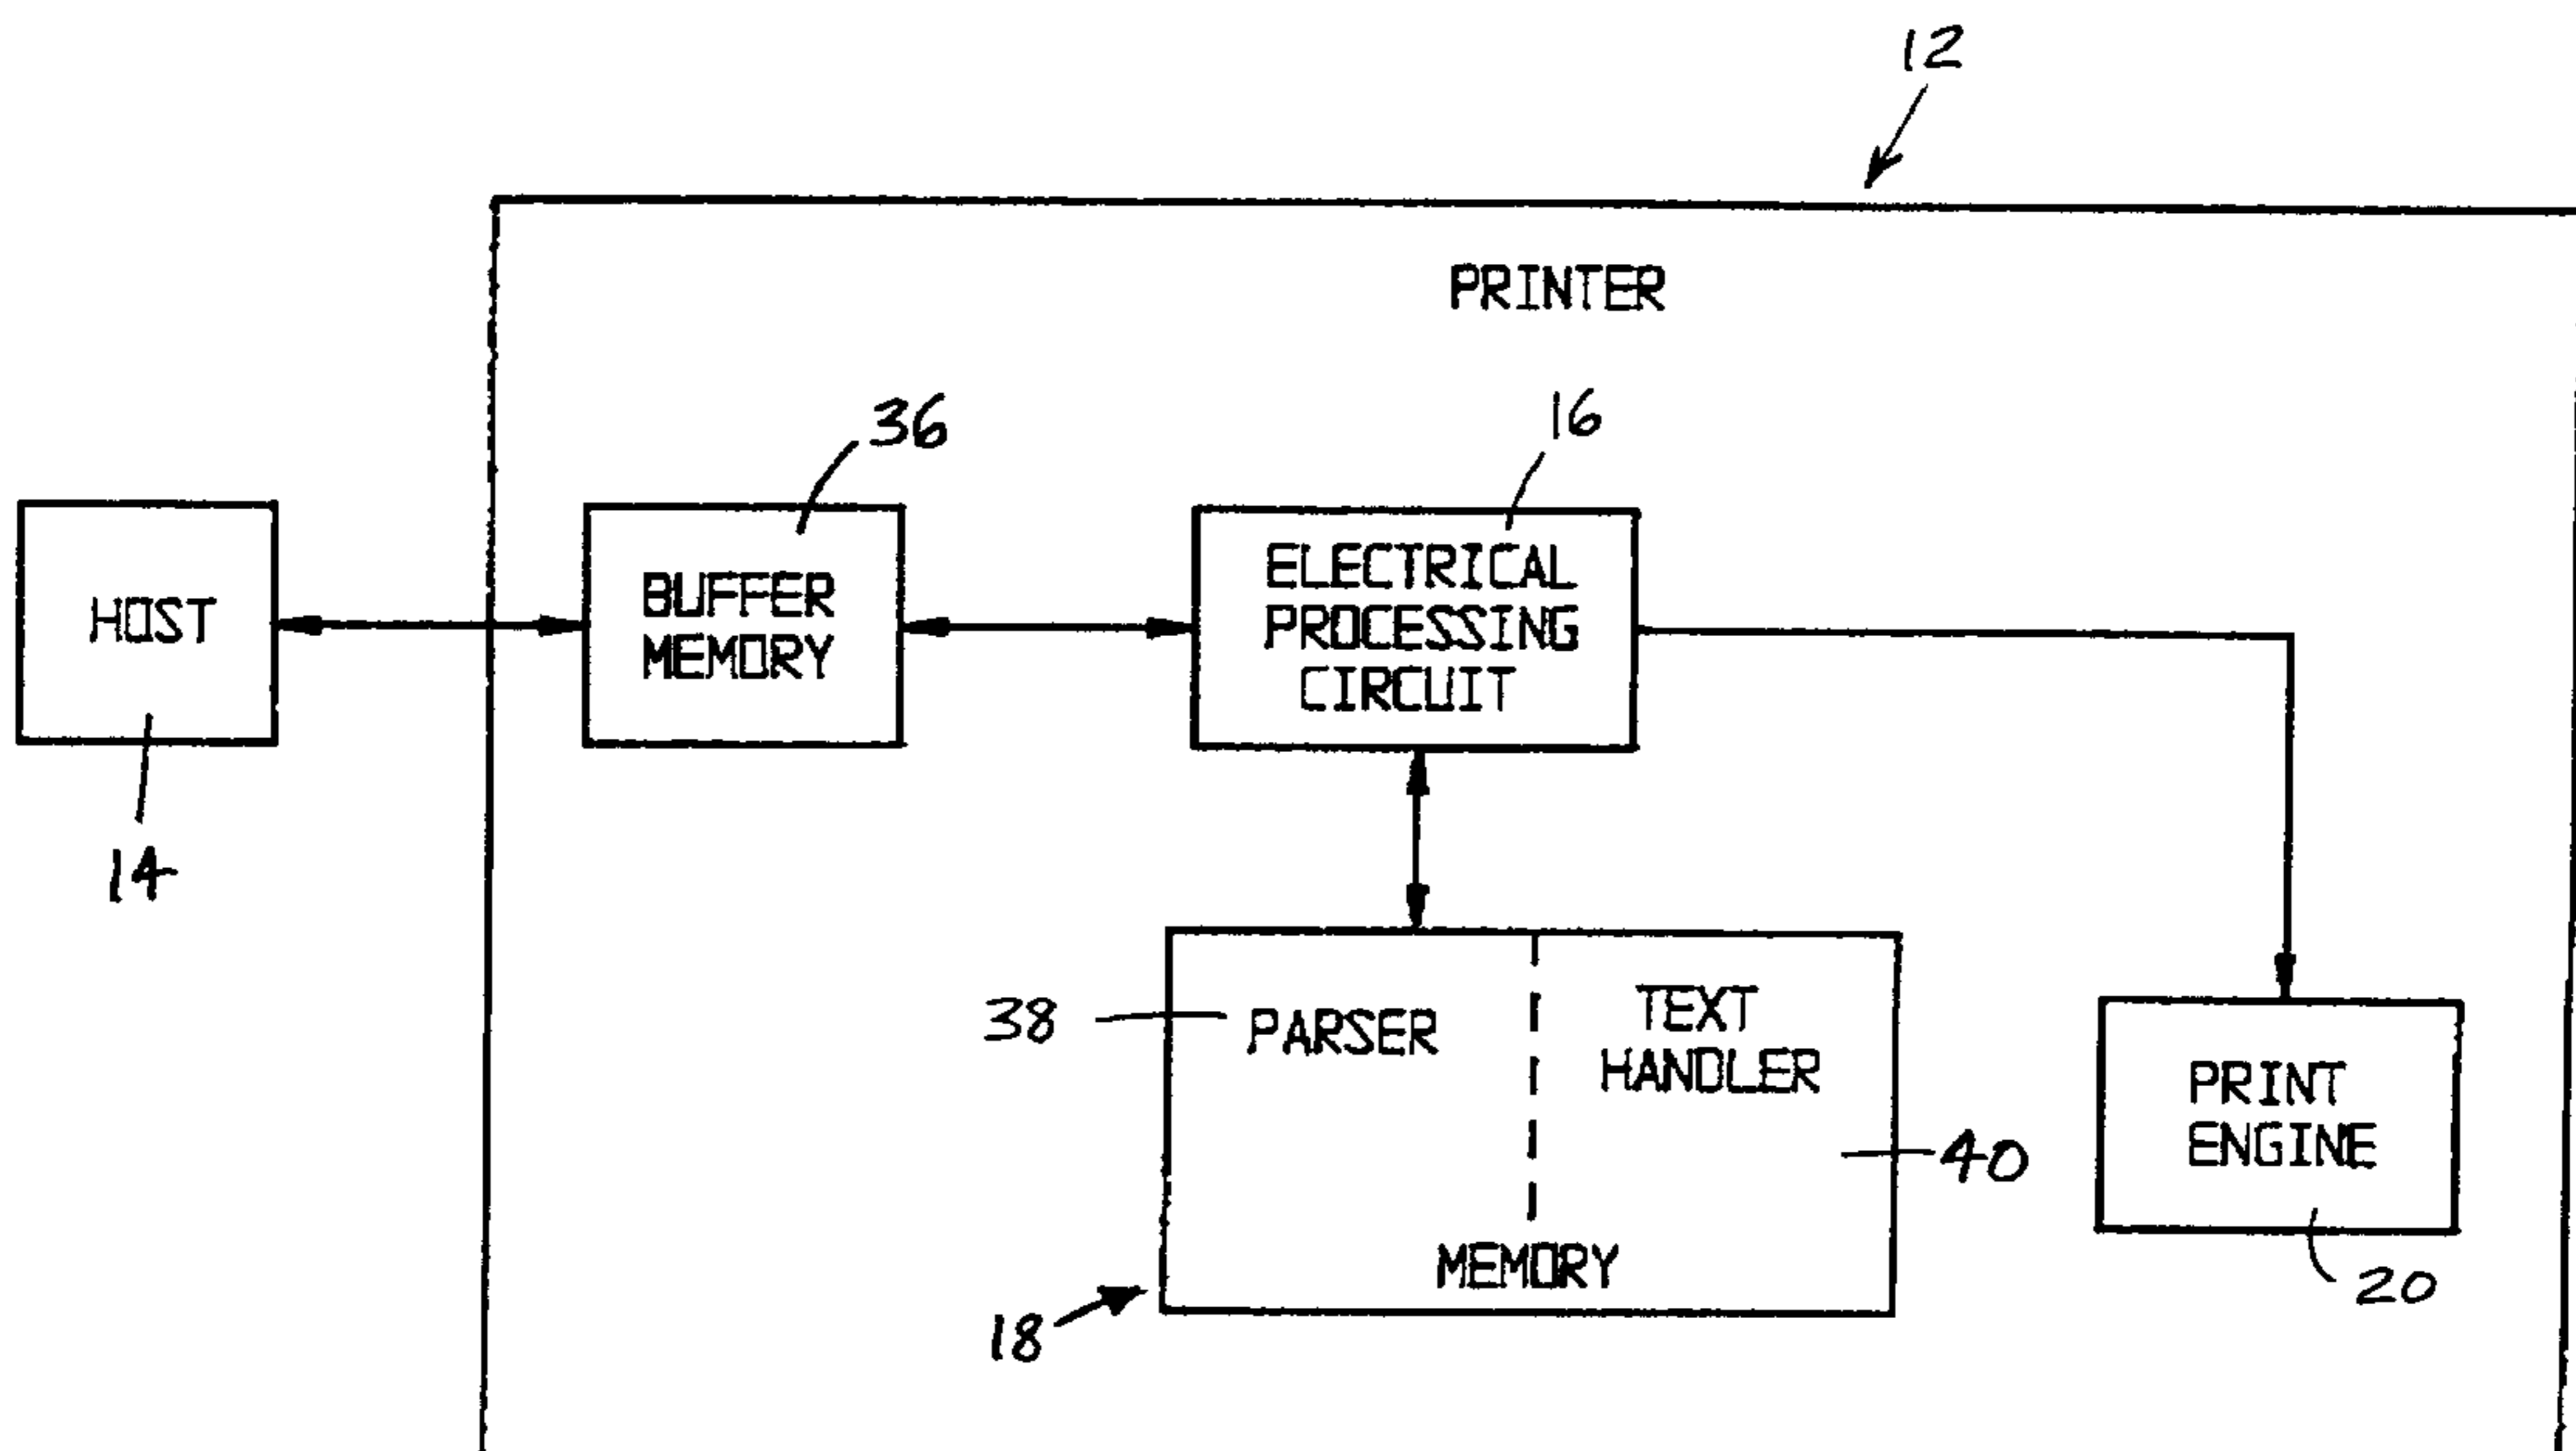 12
PRINTER
36
16
HOST
BUFFER
MEMORY
ELECTRICAL
PROCESSING
CIRCUIT
14
38
PARSER
TEXT
HANDLER
40
MEMORY
18
PRINT
ENGINE
20